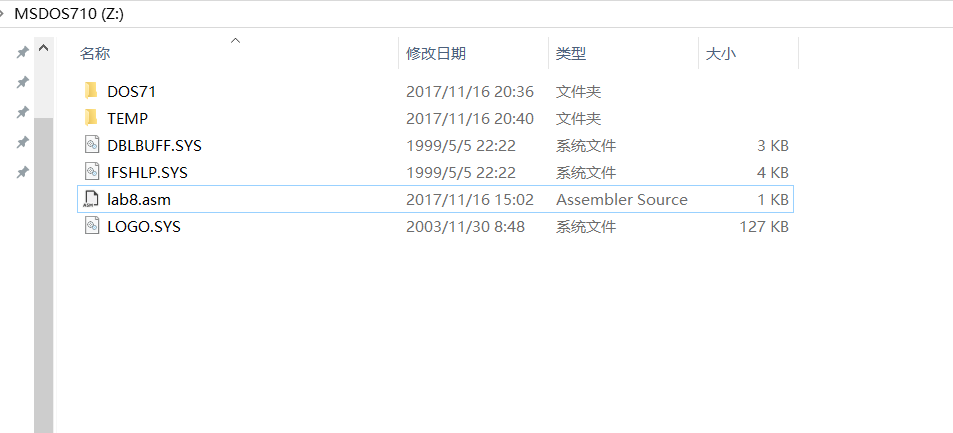 MSDOS710 (Z:)
名称 修改日期 类型 大小
DOS71 2017/11/16 20:36 文件夹
TEMP 2017/11/16 20:40 文件夹
DBLBUFF.SYS 1999/5/5 22:22 系统文件 3 KB
IFSHLP.SYS 1999/5/5 22:22 系统文件 4 KB
lab8.asm 2017/11/16 15:02 Assembler Source 1 KB
LOGO.SYS 2003/11/30 8:48 系统文件 127 KB